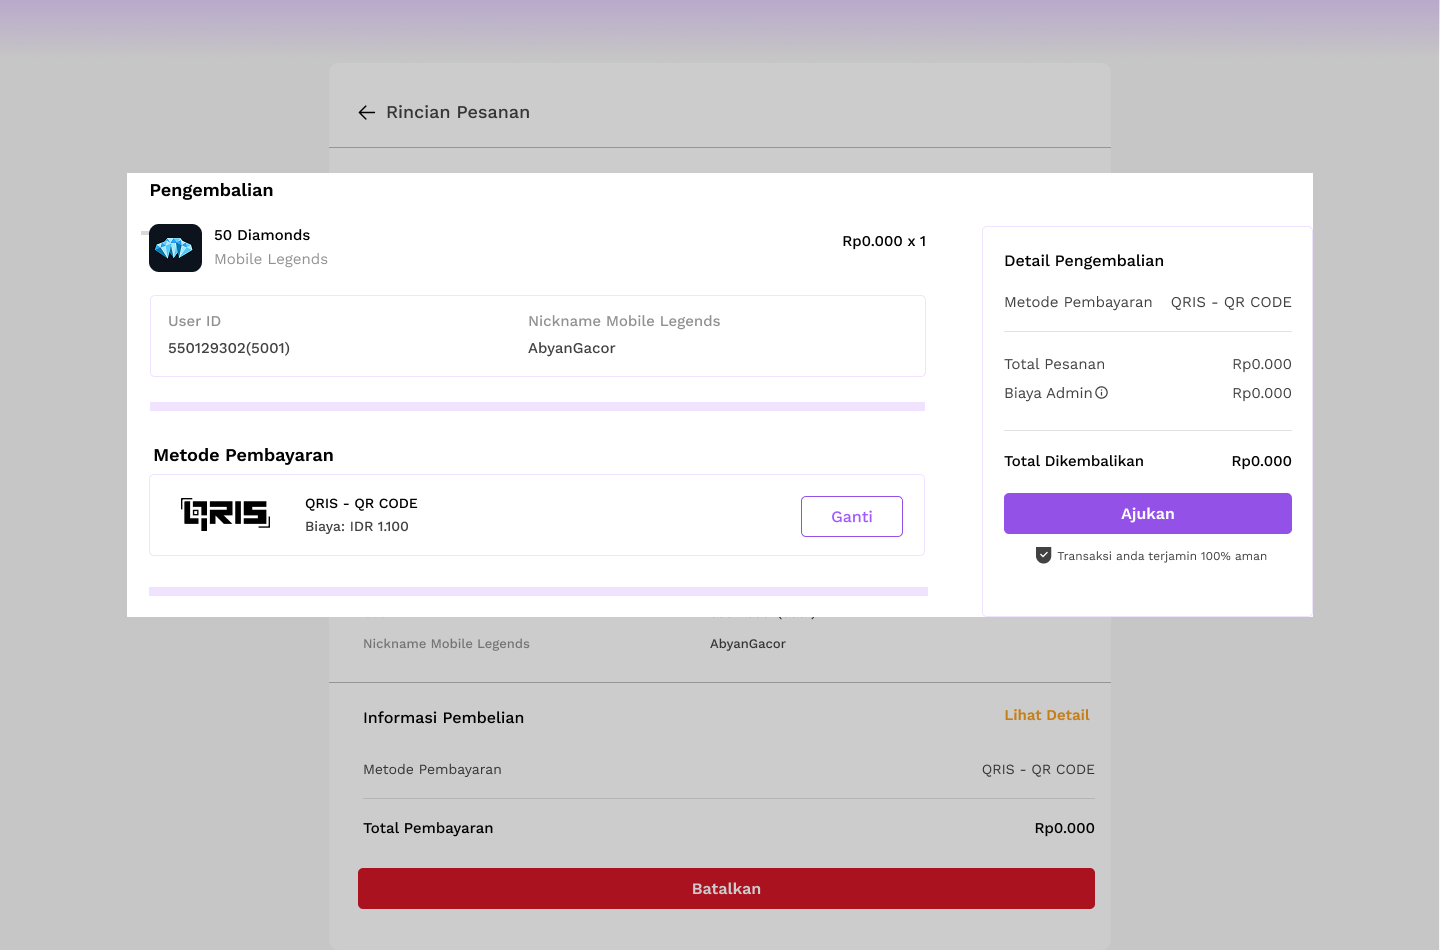 Rincian Pesanan
Pengembalian
50 Diamonds
Mobile Legends
Rp0.000 x 1
User ID
550129302(5001)
Nickname Mobile Legends
AbyanGacor
Metode Pembayaran
QRIS
QRIS - QR CODE
Biaya: IDR 1.100
Ganti
Detail Pengembalian
Metode Pembayaran QRIS - QR CODE
Total Pesanan Rp0.000
Biaya Admin Rp0.000
Total Dikembalikan Rp0.000
Ajukan
Transaksi anda terjamin 100% aman
Nickname Mobile Legends AbyanGacor
Informasi Pembelian Lihat Detail
Metode Pembayaran QRIS - QR CODE
Total Pembayaran Rp0.000
Batalkan